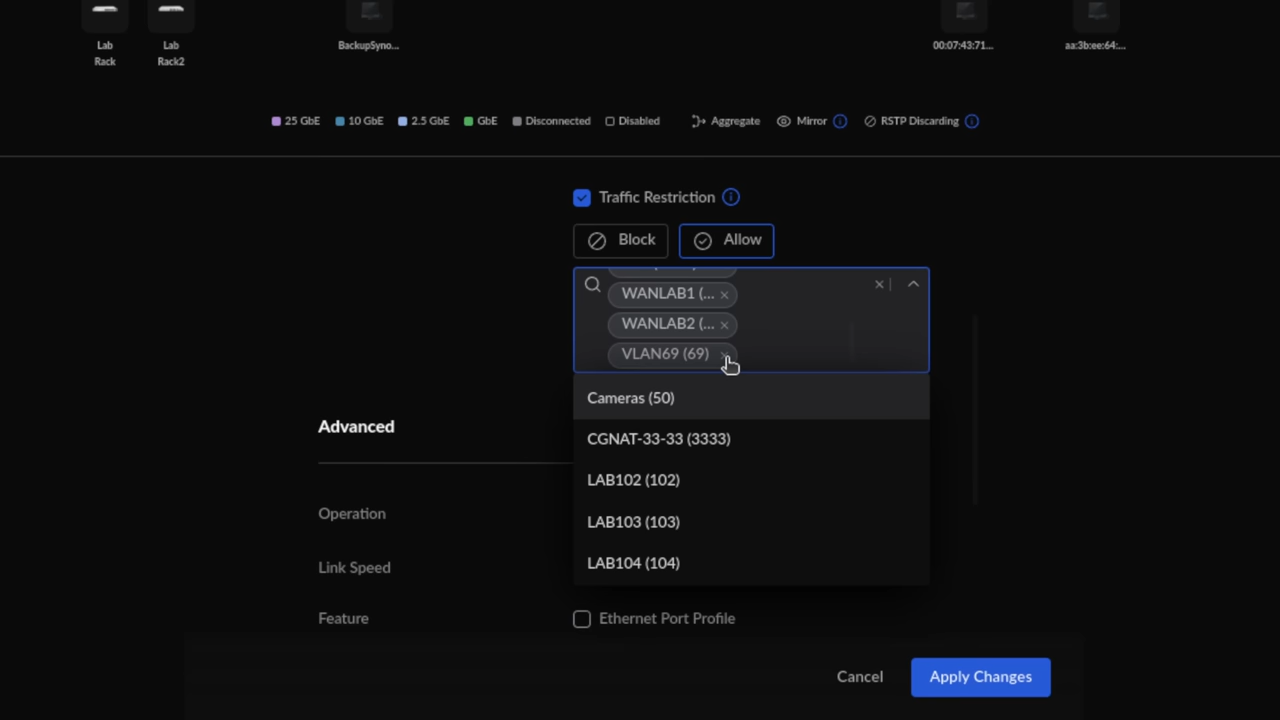 Lab
Rack
Lab
Rack2
BackupSyno...
00:07:43:71...
aa:3b:ee:64:...
25 GbE 10 GbE 2.5 GbE GbE Disconnected Disabled Aggregate Mirror RSTP Discarding
Traffic Restriction
Block Allow
WANLAB1 (...
WANLAB2 (...
VLAN69 (69)
Cameras (50)
Advanced
CGNAT-33-33 (3333)
LAB102 (102)
Operation
LAB103 (103)
Link Speed
LAB104 (104)
Feature
Ethernet Port Profile
Cancel
Apply Changes